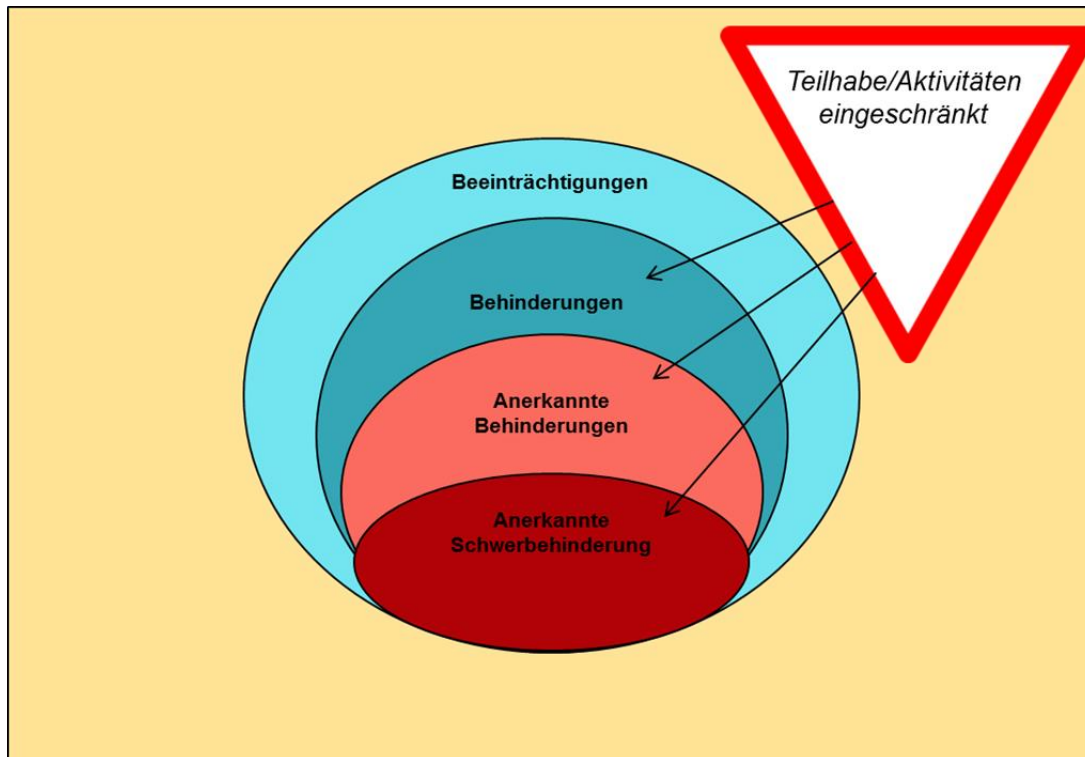 Teilhabe/Aktivitäten
eingeschränkt
Beeinträchtigungen
Behinderungen
Anerkannte
Behinderungen
Anerkannte
Schwerbehinderung